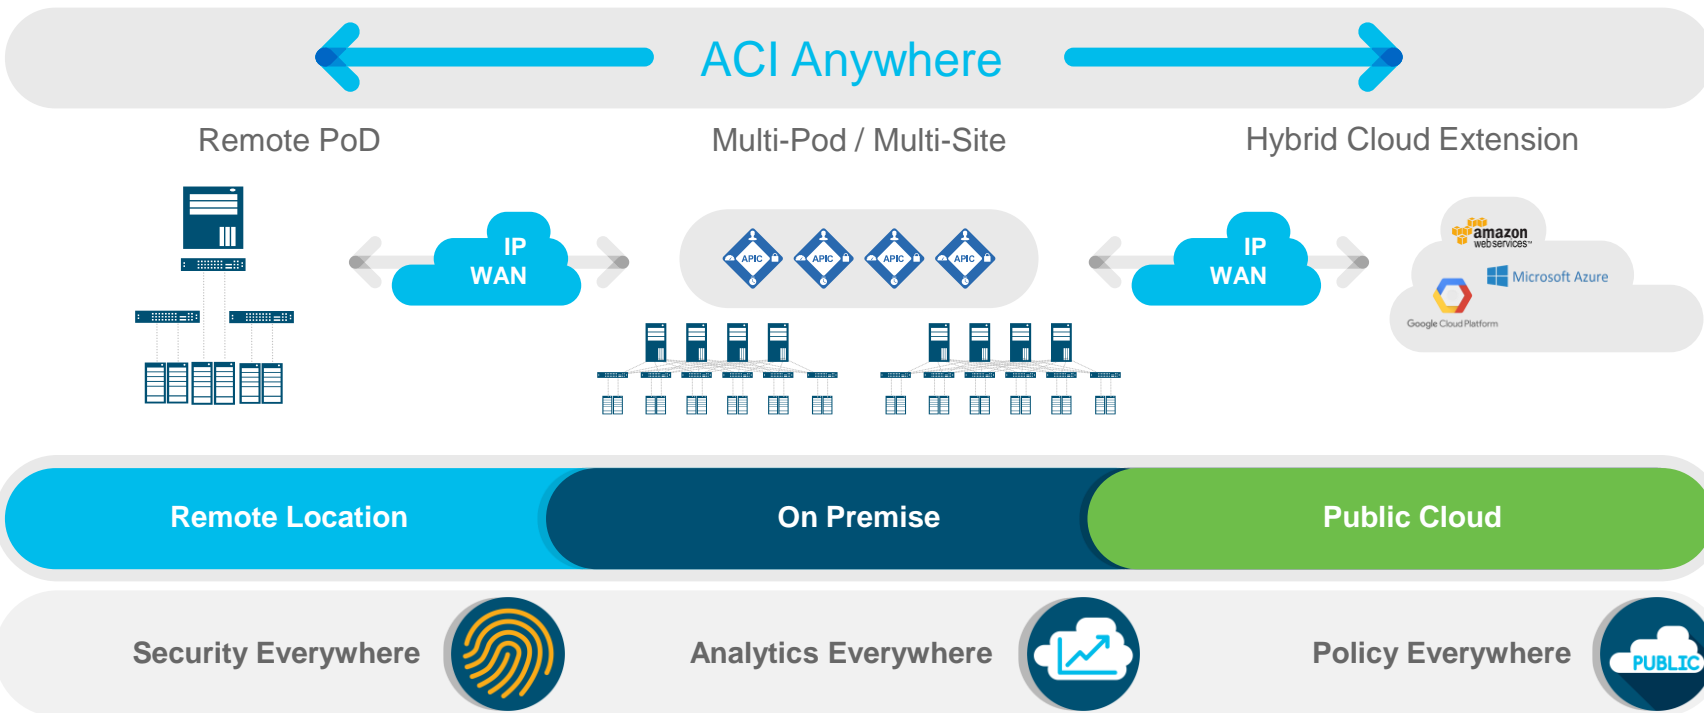 ACI Anywhere
Remote PoD
Multi-Pod / Multi-Site
Hybrid Cloud Extension
IP
WAN
APIC
APIC
APIC
APIC
IP
WAN
amazon
webservices™
Microsoft Azure
Google Cloud Platform
Remote Location
On Premise
Public Cloud
Security Everywhere
Analytics Everywhere
Policy Everywhere
PUBLIC